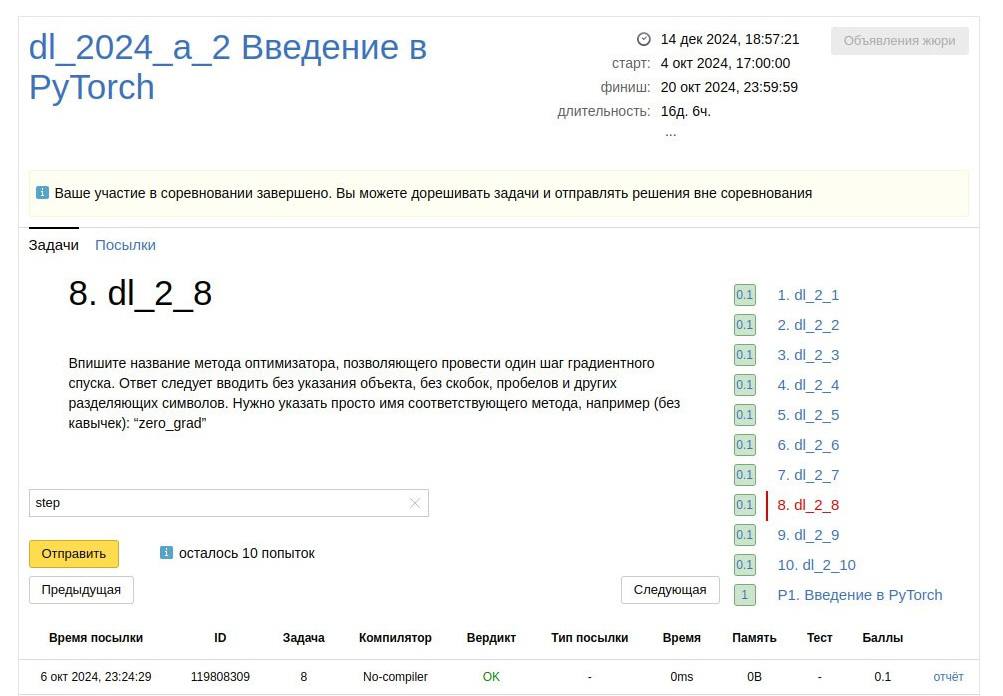 dl_2024_a_2 Введение в
PyTorch
14 дек 2024, 18:57:21
старт: 4 окт 2024, 17:00:00
финиш: 20 окт 2024, 23:59:59
длительность: 16д. 6ч.
...
Объявления жюри
Ваше участие в соревновании завершено. Вы можете дорешивать задачи и отправлять решения вне соревнования
Задачи Посылки
8. dl_2_8
Впишите название метода оптимизатора, позволяющего провести один шаг градиентного
спуска. Ответ следует вводить без указания объекта, без скобок, пробелов и других
разделяющих символов. Нужно указать просто имя соответствующего метода, например (без
кавычек): “zero_grad”
step
Отправить осталось 10 попыток
Предыдущая Следующая
0.1 1. dl_2_1
0.1 2. dl_2_2
0.1 3. dl_2_3
0.1 4. dl_2_4
0.1 5. dl_2_5
0.1 6. dl_2_6
0.1 7. dl_2_7
0.1 8. dl_2_8
0.1 9. dl_2_9
0.1 10. dl_2_10
1 P1. Введение в PyTorch
Время посылки ID Задача Компилятор Вердикт Тип посылки Время Память Тест Баллы
6 окт 2024, 23:24:29 119808309 8 No-compiler OK - 0ms 0B - 0.1 отчёт